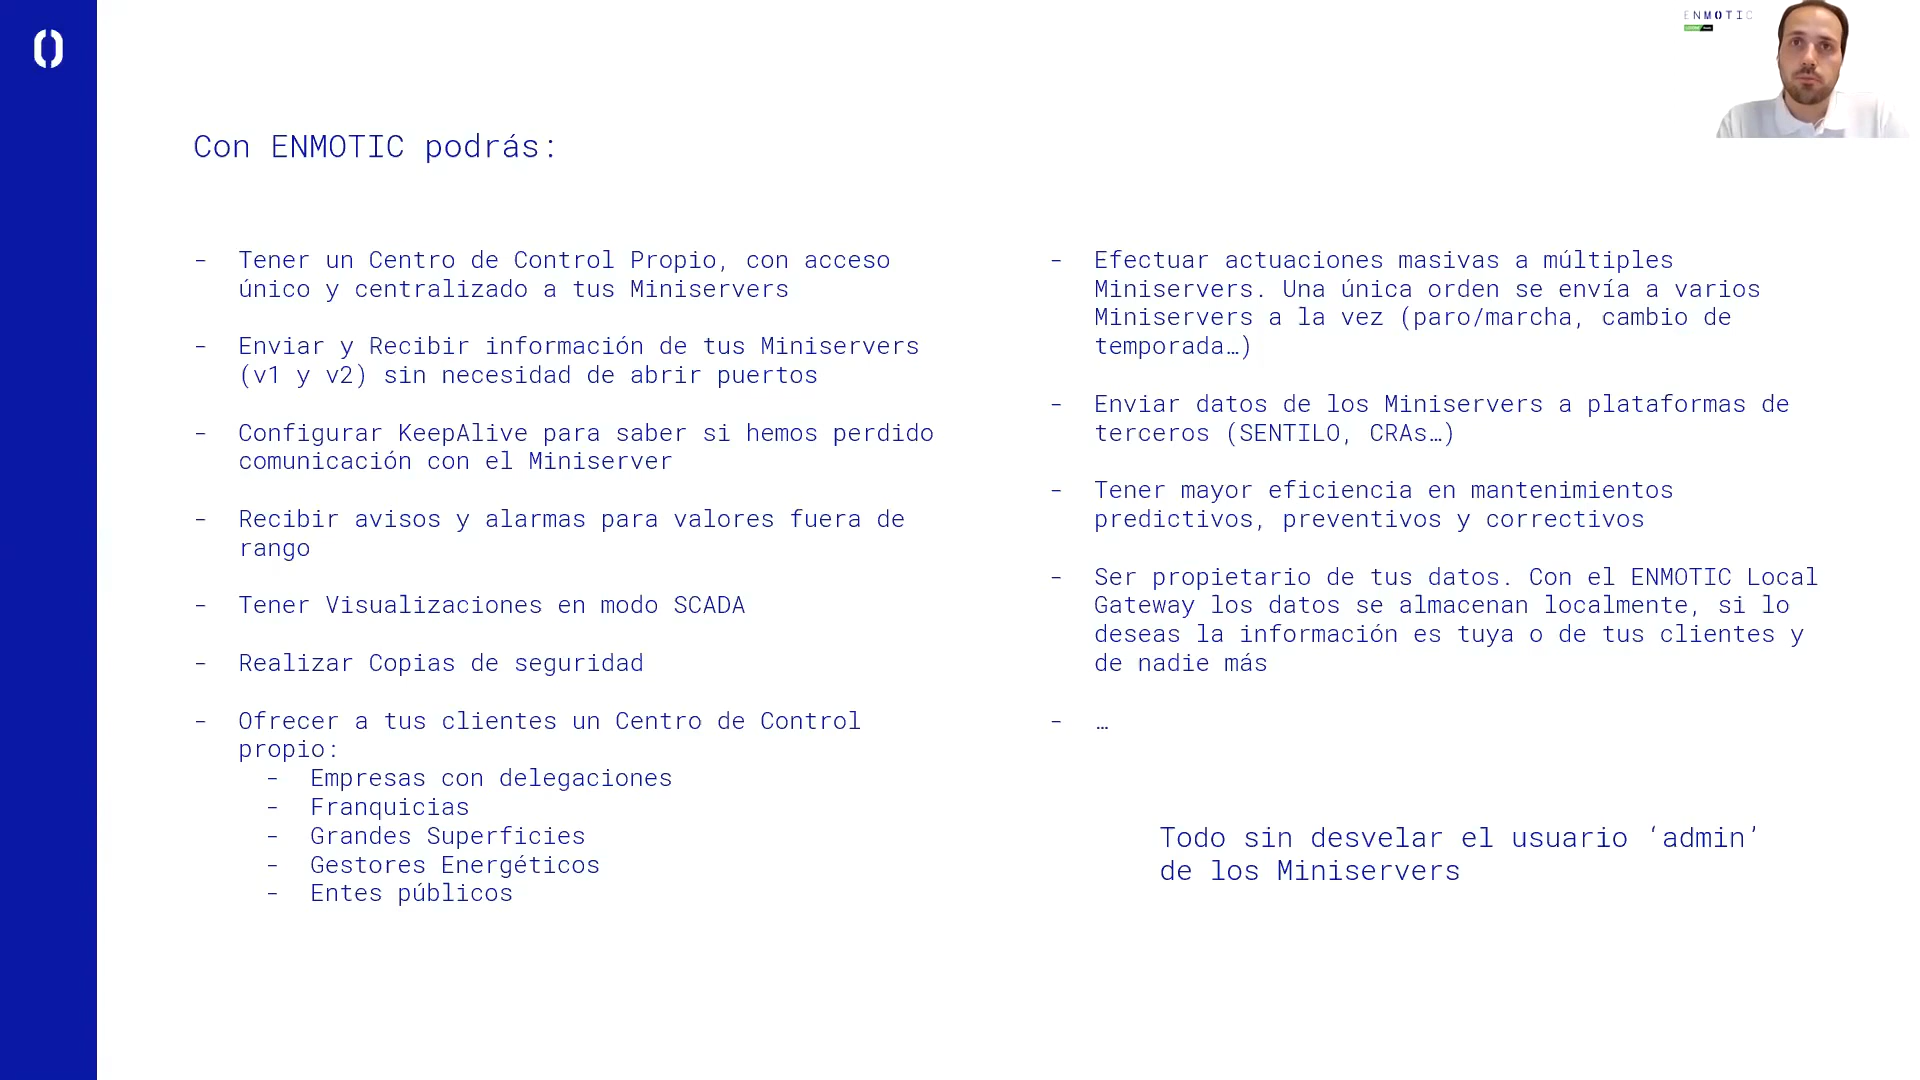 ENMOTIC
Con ENMOTIC podrás:
- Tener un Centro de Control Propio, con acceso
único y centralizado a tus Miniservers
- Enviar y Recibir información de tus Miniservers
(v1 y v2) sin necesidad de abrir puertos
- Configurar KeepAlive para saber si hemos perdido
comunicación con el Miniserver
- Recibir avisos y alarmas para valores fuera de
rango
- Tener Visualizaciones en modo SCADA
- Realizar Copias de seguridad
- Ofrecer a tus clientes un Centro de Control
propio:
- Empresas con delegaciones
- Franquicias
- Grandes Superficies
- Gestores Energéticos
- Entes públicos
- Efectuar actuaciones masivas a múltiples
Miniservers. Una única orden se envía a varios
Miniservers a la vez (paro/marcha, cambio de
temporada…)
- Enviar datos de los Miniservers a plataformas de
terceros (SENTILO, CRAs…)
- Tener mayor eficiencia en mantenimientos
predictivos, preventivos y correctivos
- Ser propietario de tus datos. Con el ENMOTIC Local
Gateway los datos se almacenan localmente, si lo
deseas la información es tuya o de tus clientes y
de nadie más
- …
Todo sin desvelar el usuario ‘admin’
de los Miniservers